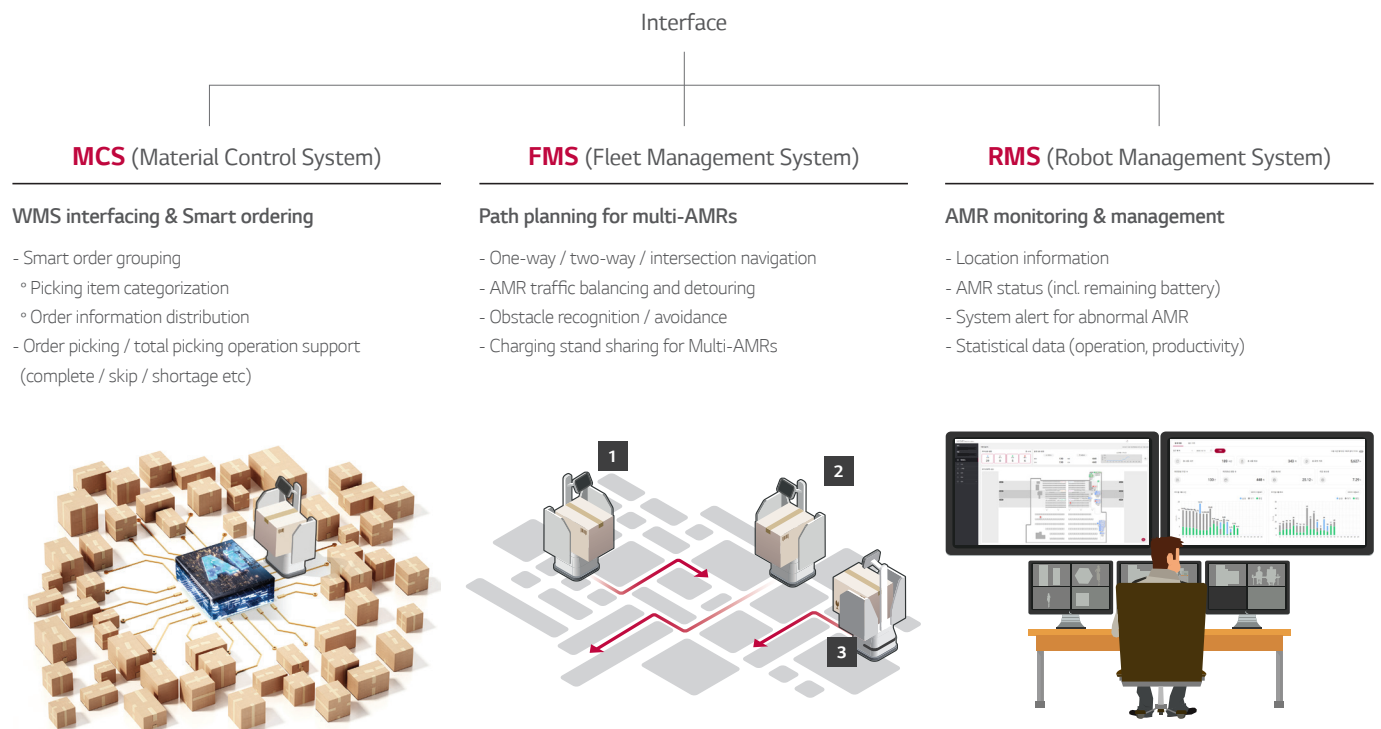 Interface
MCS (Material Control System)
WMS interfacing & Smart ordering
- Smart order grouping
° Picking item categorization
° Order information distribution
- Order picking / total picking operation support
(complete / skip / shortage etc)
AI
FMS (Fleet Management System)
Path planning for multi-AMRs
- One-way / two-way / intersection navigation
- AMR traffic balancing and detouring
- Obstacle recognition / avoidance
- Charging stand sharing for Multi-AMRs
1
2
3
RMS (Robot Management System)
AMR monitoring & management
- Location information
- AMR status (incl. remaining battery)
- System alert for abnormal AMR
- Statistical data (operation, productivity)